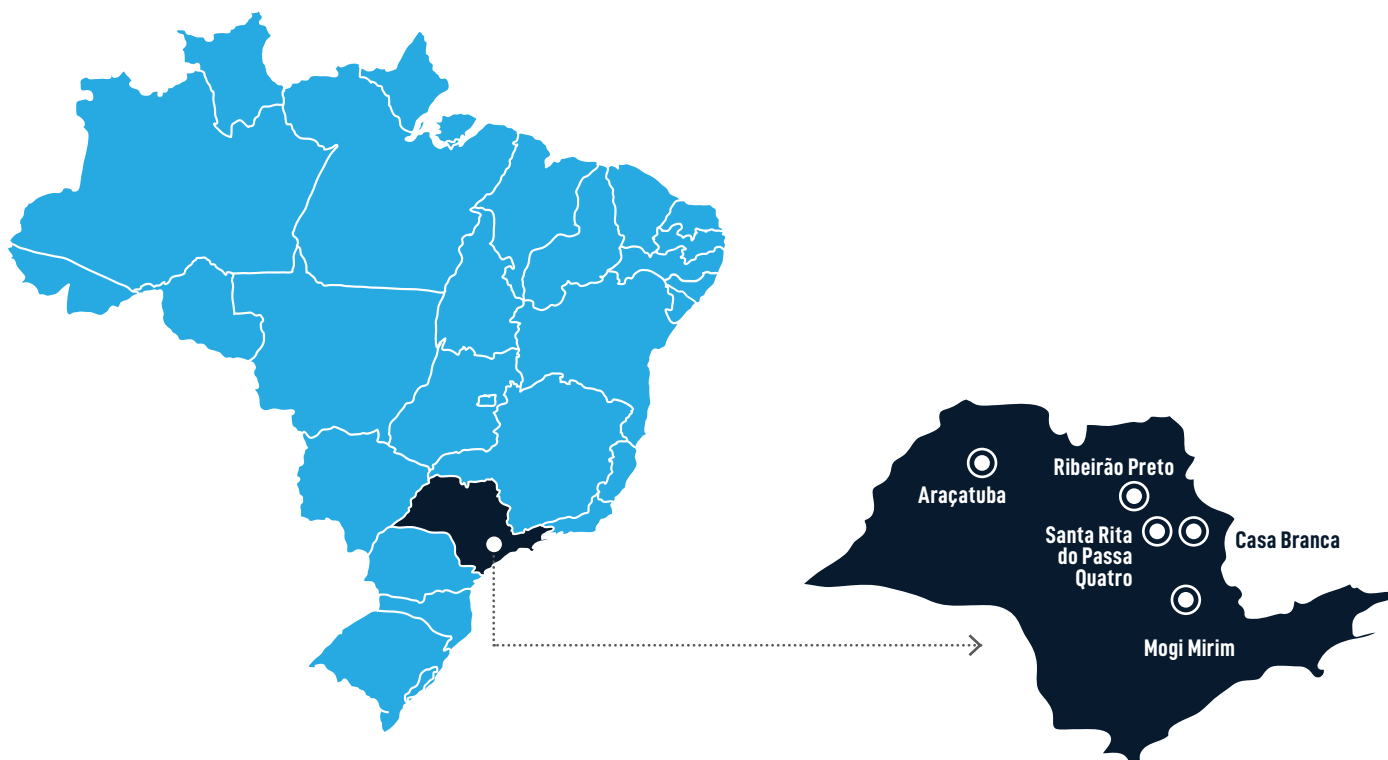 Ribeirão Preto
Araçatuba
Santa Rita
do Passa
Quatro
Casa Branca
Mogi Mirim